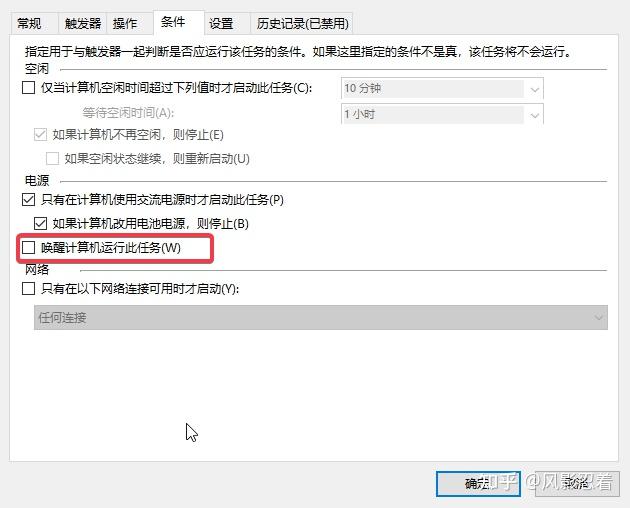 常规 触发器 操作 条件 设置 历史记录(已禁用)
指定用于与触发器一起判断是否应运行该任务的条件。如果这里指定的条件不是真，该任务将不会运行。
空闲
仅当计算机空闲时间超过下列值时才启动此任务(C): 10 分钟
等待空闲时间(A): 1 小时
如果计算机不再空闲，则停止(E)
如果空闲状态继续，则重新启动(U)
电源
只有在计算机使用交流电源时才启动此任务(P)
如果计算机改用电池电源，则停止(B)
唤醒计算机运行此任务(W)
网络
只有在以下网络连接可用时才启动(Y):
任何连接
确定 取消
知乎 @风影忍着